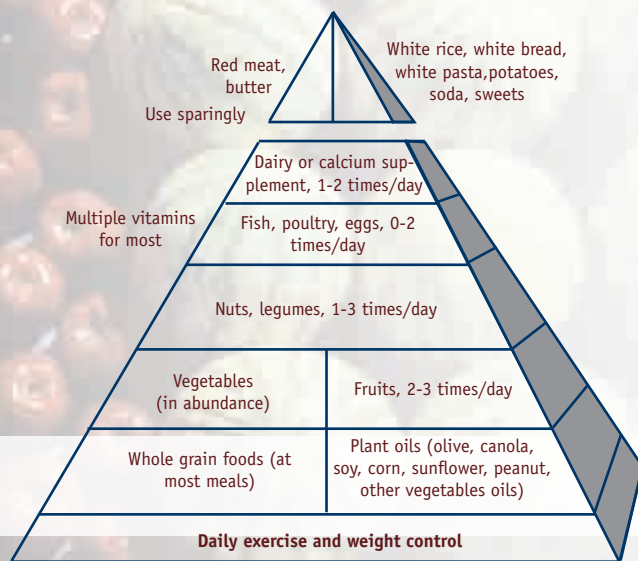 Red meat,
butter
Use sparingly
White rice, white bread,
white pasta,potatoes,
soda, sweets
Dairy or calcium sup-
plement, 1-2 times/day
Multiple vitamins
for most
Fish, poultry, eggs, 0-2
times/day
Nuts, legumes, 1-3 times/day
Vegetables
(in abundance)
Fruits, 2-3 times/day
Whole grain foods (at
most meals)
Plant oils (olive, canola,
soy, corn, sunflower, peanut,
other vegetables oils)
Daily exercise and weight control